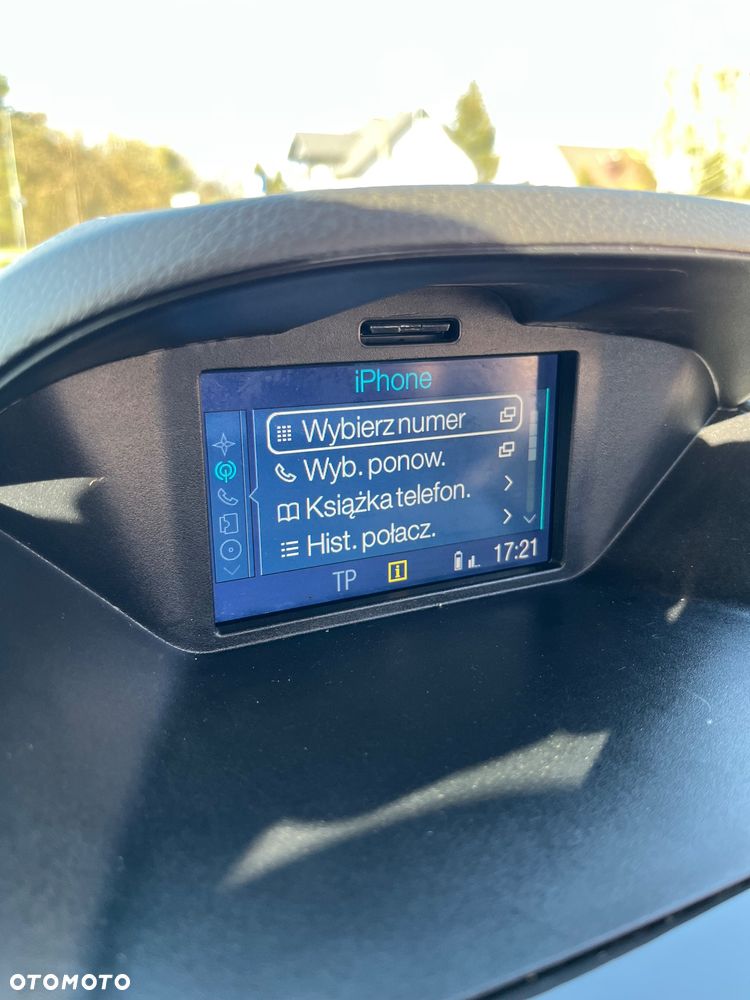 iPhone
Wybierz numer
Wyb. ponow.
Książka telefon.
Hist. połacz.
TP i 17:21
OTOMOTO